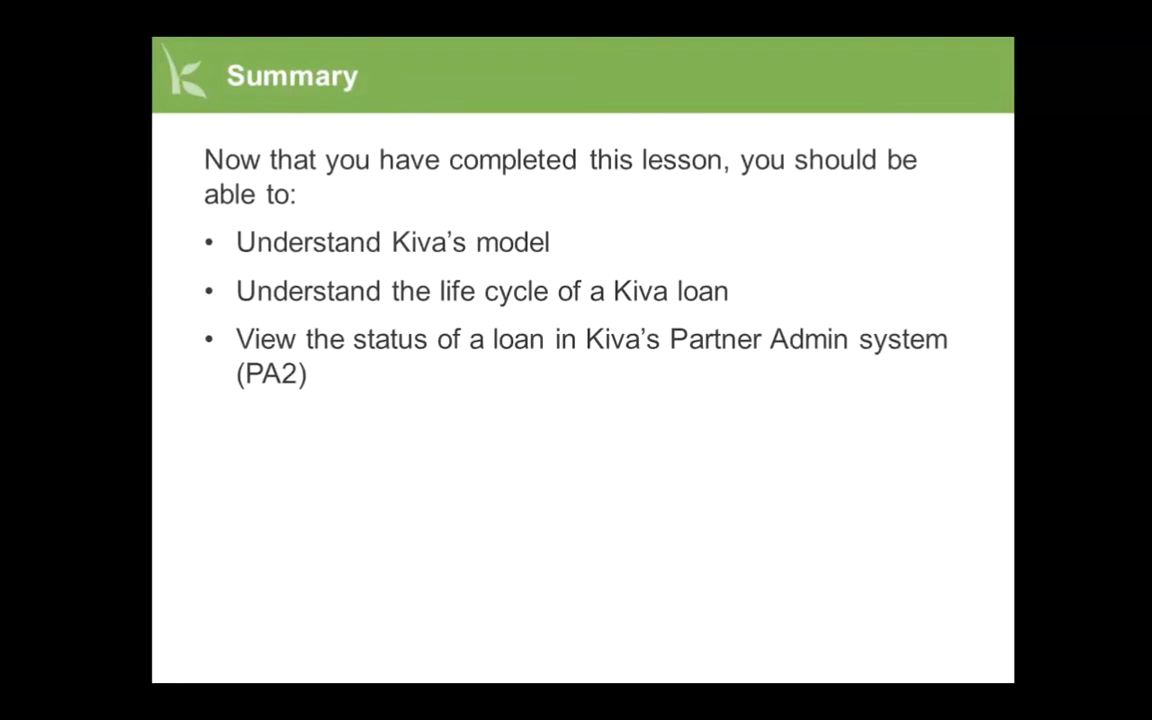 Summary
Now that you have completed this lesson, you should be
able to:
• Understand Kiva’s model
• Understand the life cycle of a Kiva loan
• View the status of a loan in Kiva’s Partner Admin system
(PA2)